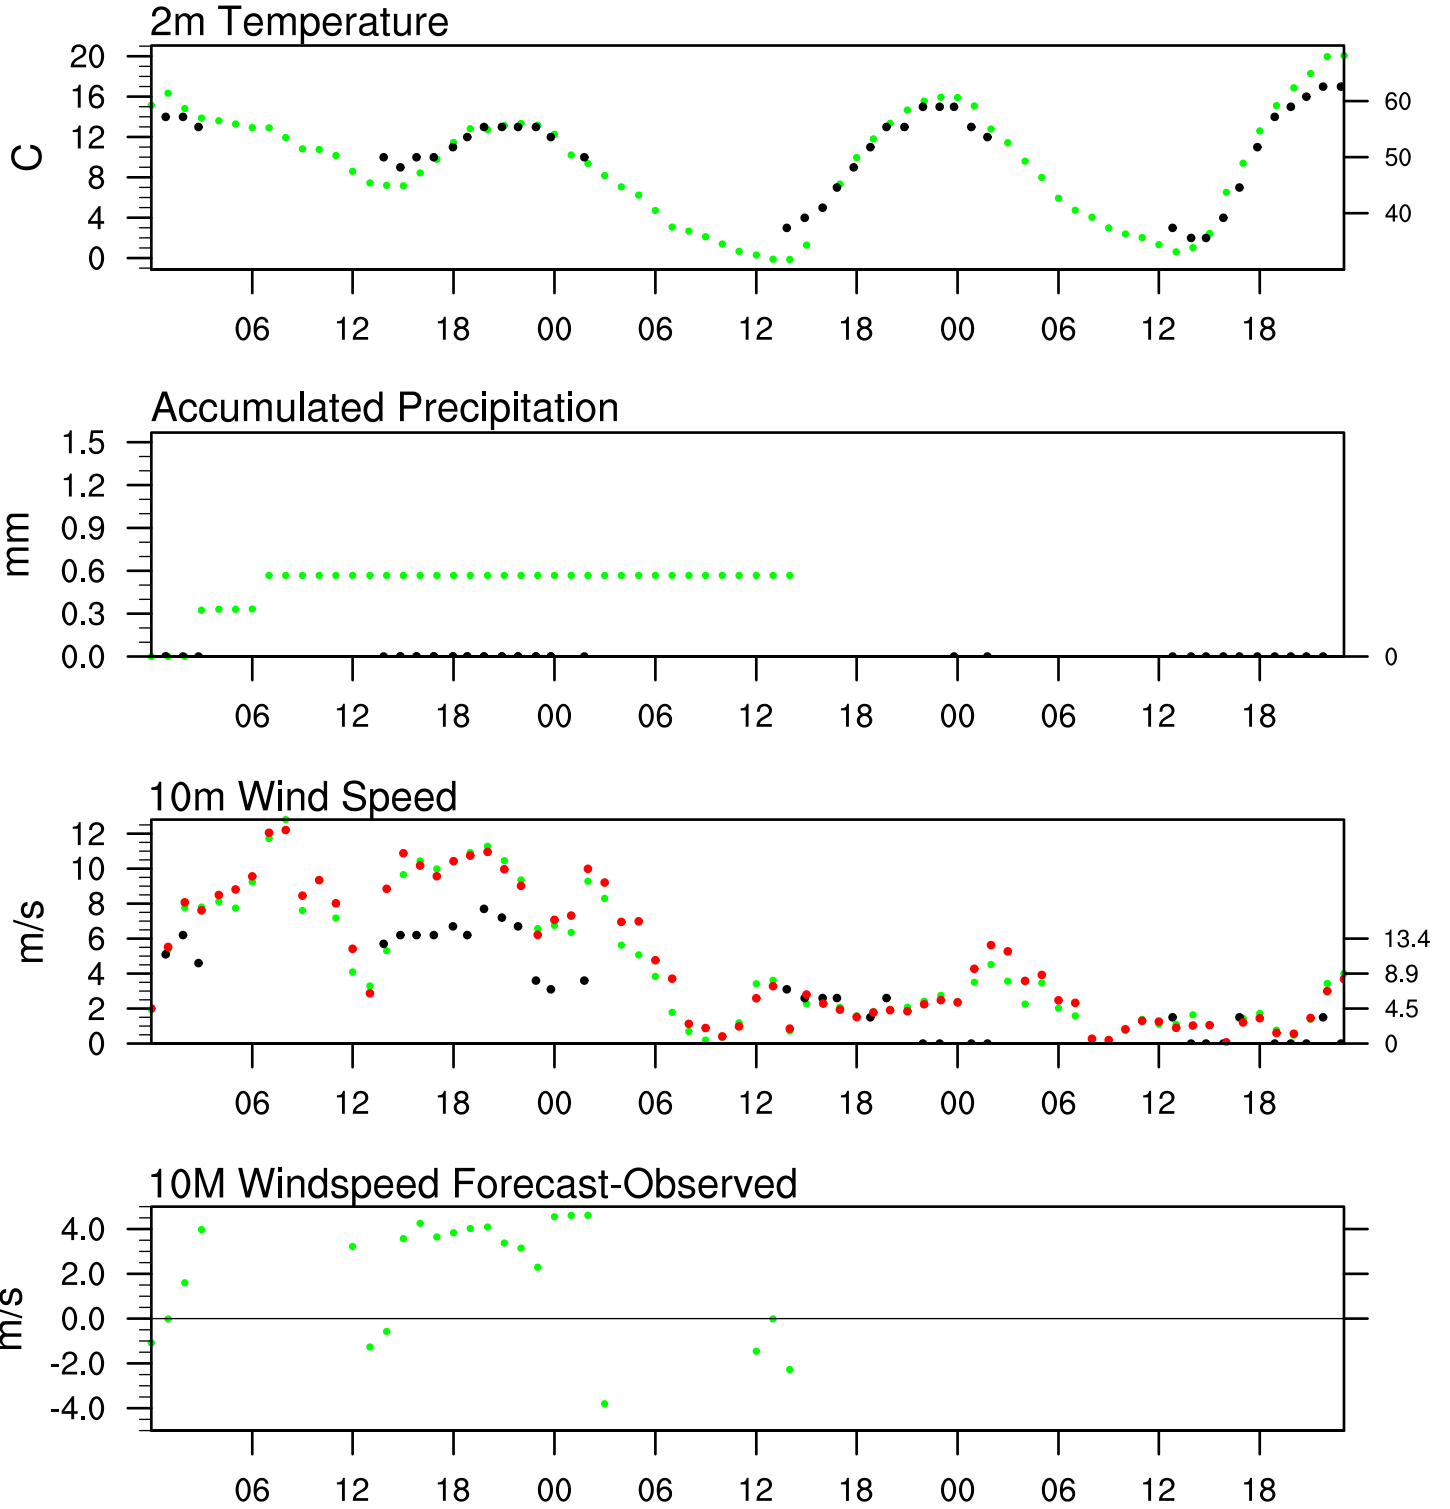 2m Temperature
20
16
12
8
4
0
C
60
50
40
06 12 18 00 06 12 18 00 06 12 18
Accumulated Precipitation
1.5
1.2
0.9
0.6
0.3
0.0
mm
0
06 12 18 00 06 12 18 00 06 12 18
10m Wind Speed
12
10
8
6
4
2
0
m/s
13.4
8.9
4.5
0
06 12 18 00 06 12 18 00 06 12 18
10M Windspeed Forecast-Observed
4.0
2.0
0.0
-2.0
-4.0
m/s
06 12 18 00 06 12 18 00 06 12 18